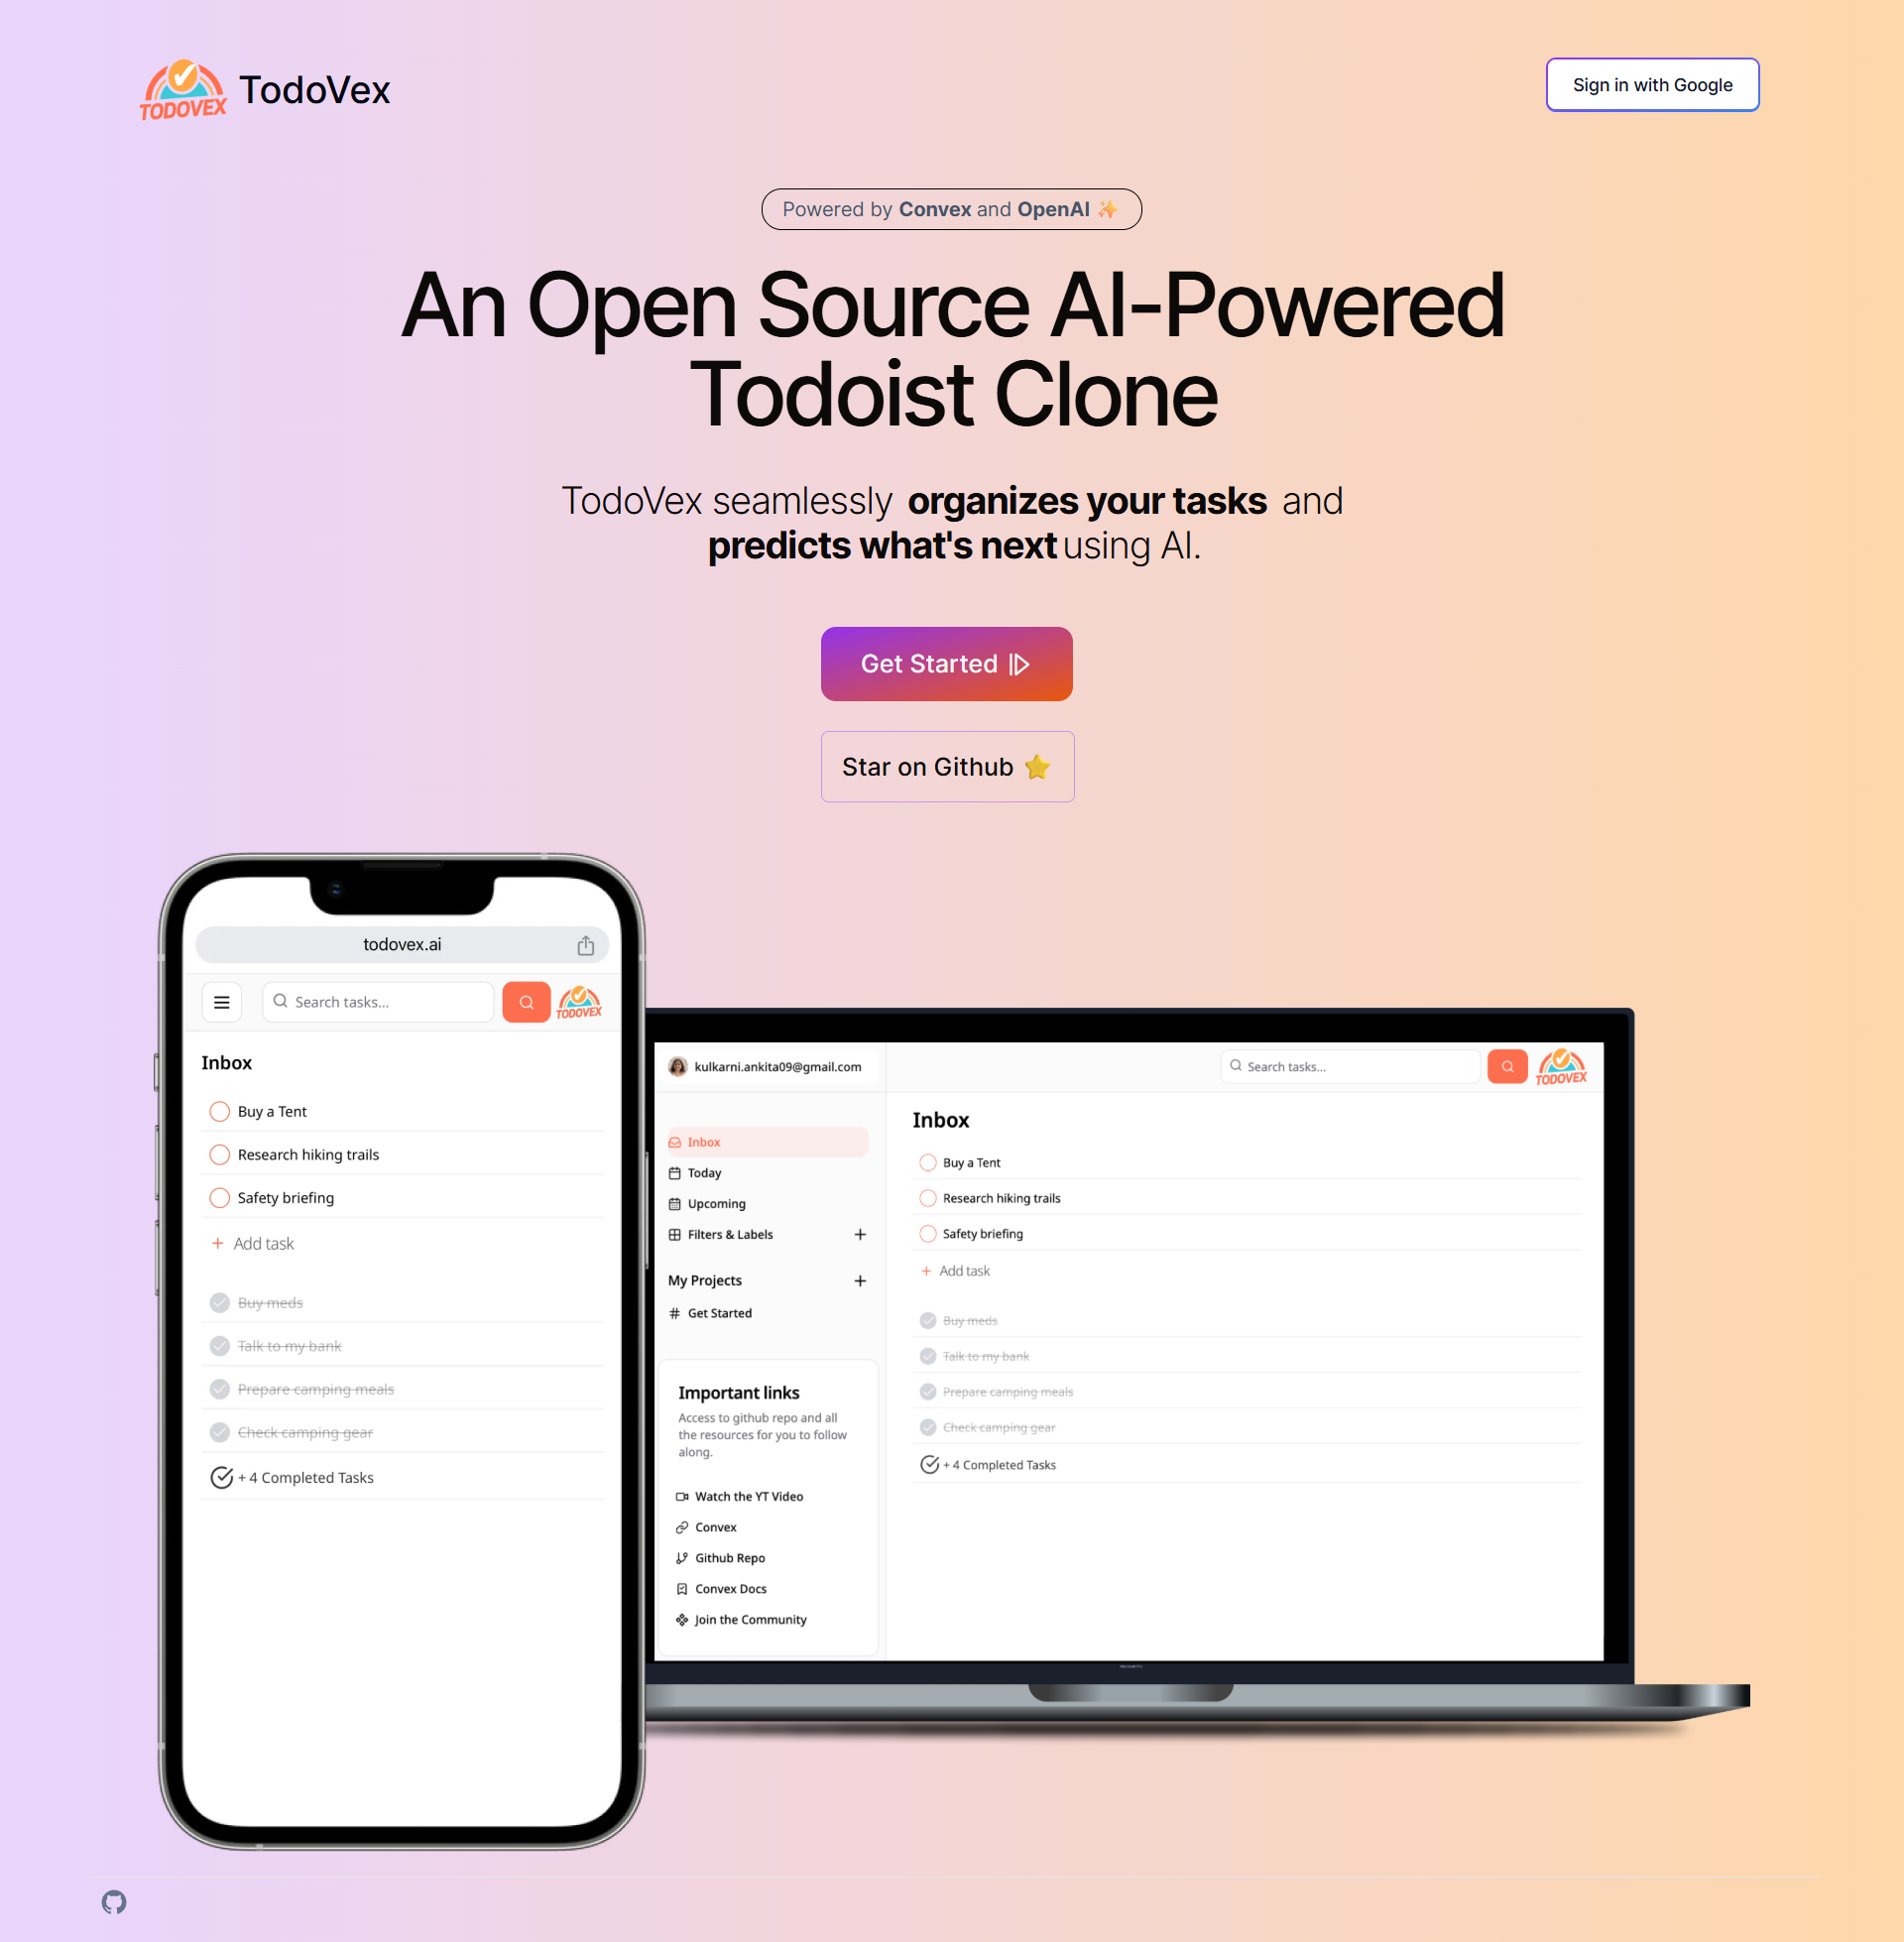 TODOVEX TodoVex
Sign in with Google
Powered by Convex and OpenAI ✨
An Open Source AI-Powered
Todoist Clone
TodoVex seamlessly organizes your tasks and
predicts what's next using AI.
Get Started
Star on Github ⭐
todovex.ai
Search tasks...
TODOVEX
Inbox
Buy a Tent
Research hiking trails
Safety briefing
+ Add task
Buy meds
Talk to my bank
Prepare camping meals
Check camping gear
+ 4 Completed Tasks
kulkarni.ankita09@gmail.com
Search tasks...
TODOVEX
Inbox
Today
Upcoming
Filters & Labels +
My Projects +
# Get Started
Important links
Access to github repo and all
the resources for you to follow
along.
Watch the YT Video
Convex
Github Repo
Convex Docs
Join the Community
Inbox
Buy a Tent
Research hiking trails
Safety briefing
+ Add task
Buy meds
Talk to my bank
Prepare camping meals
Check camping gear
+ 4 Completed Tasks